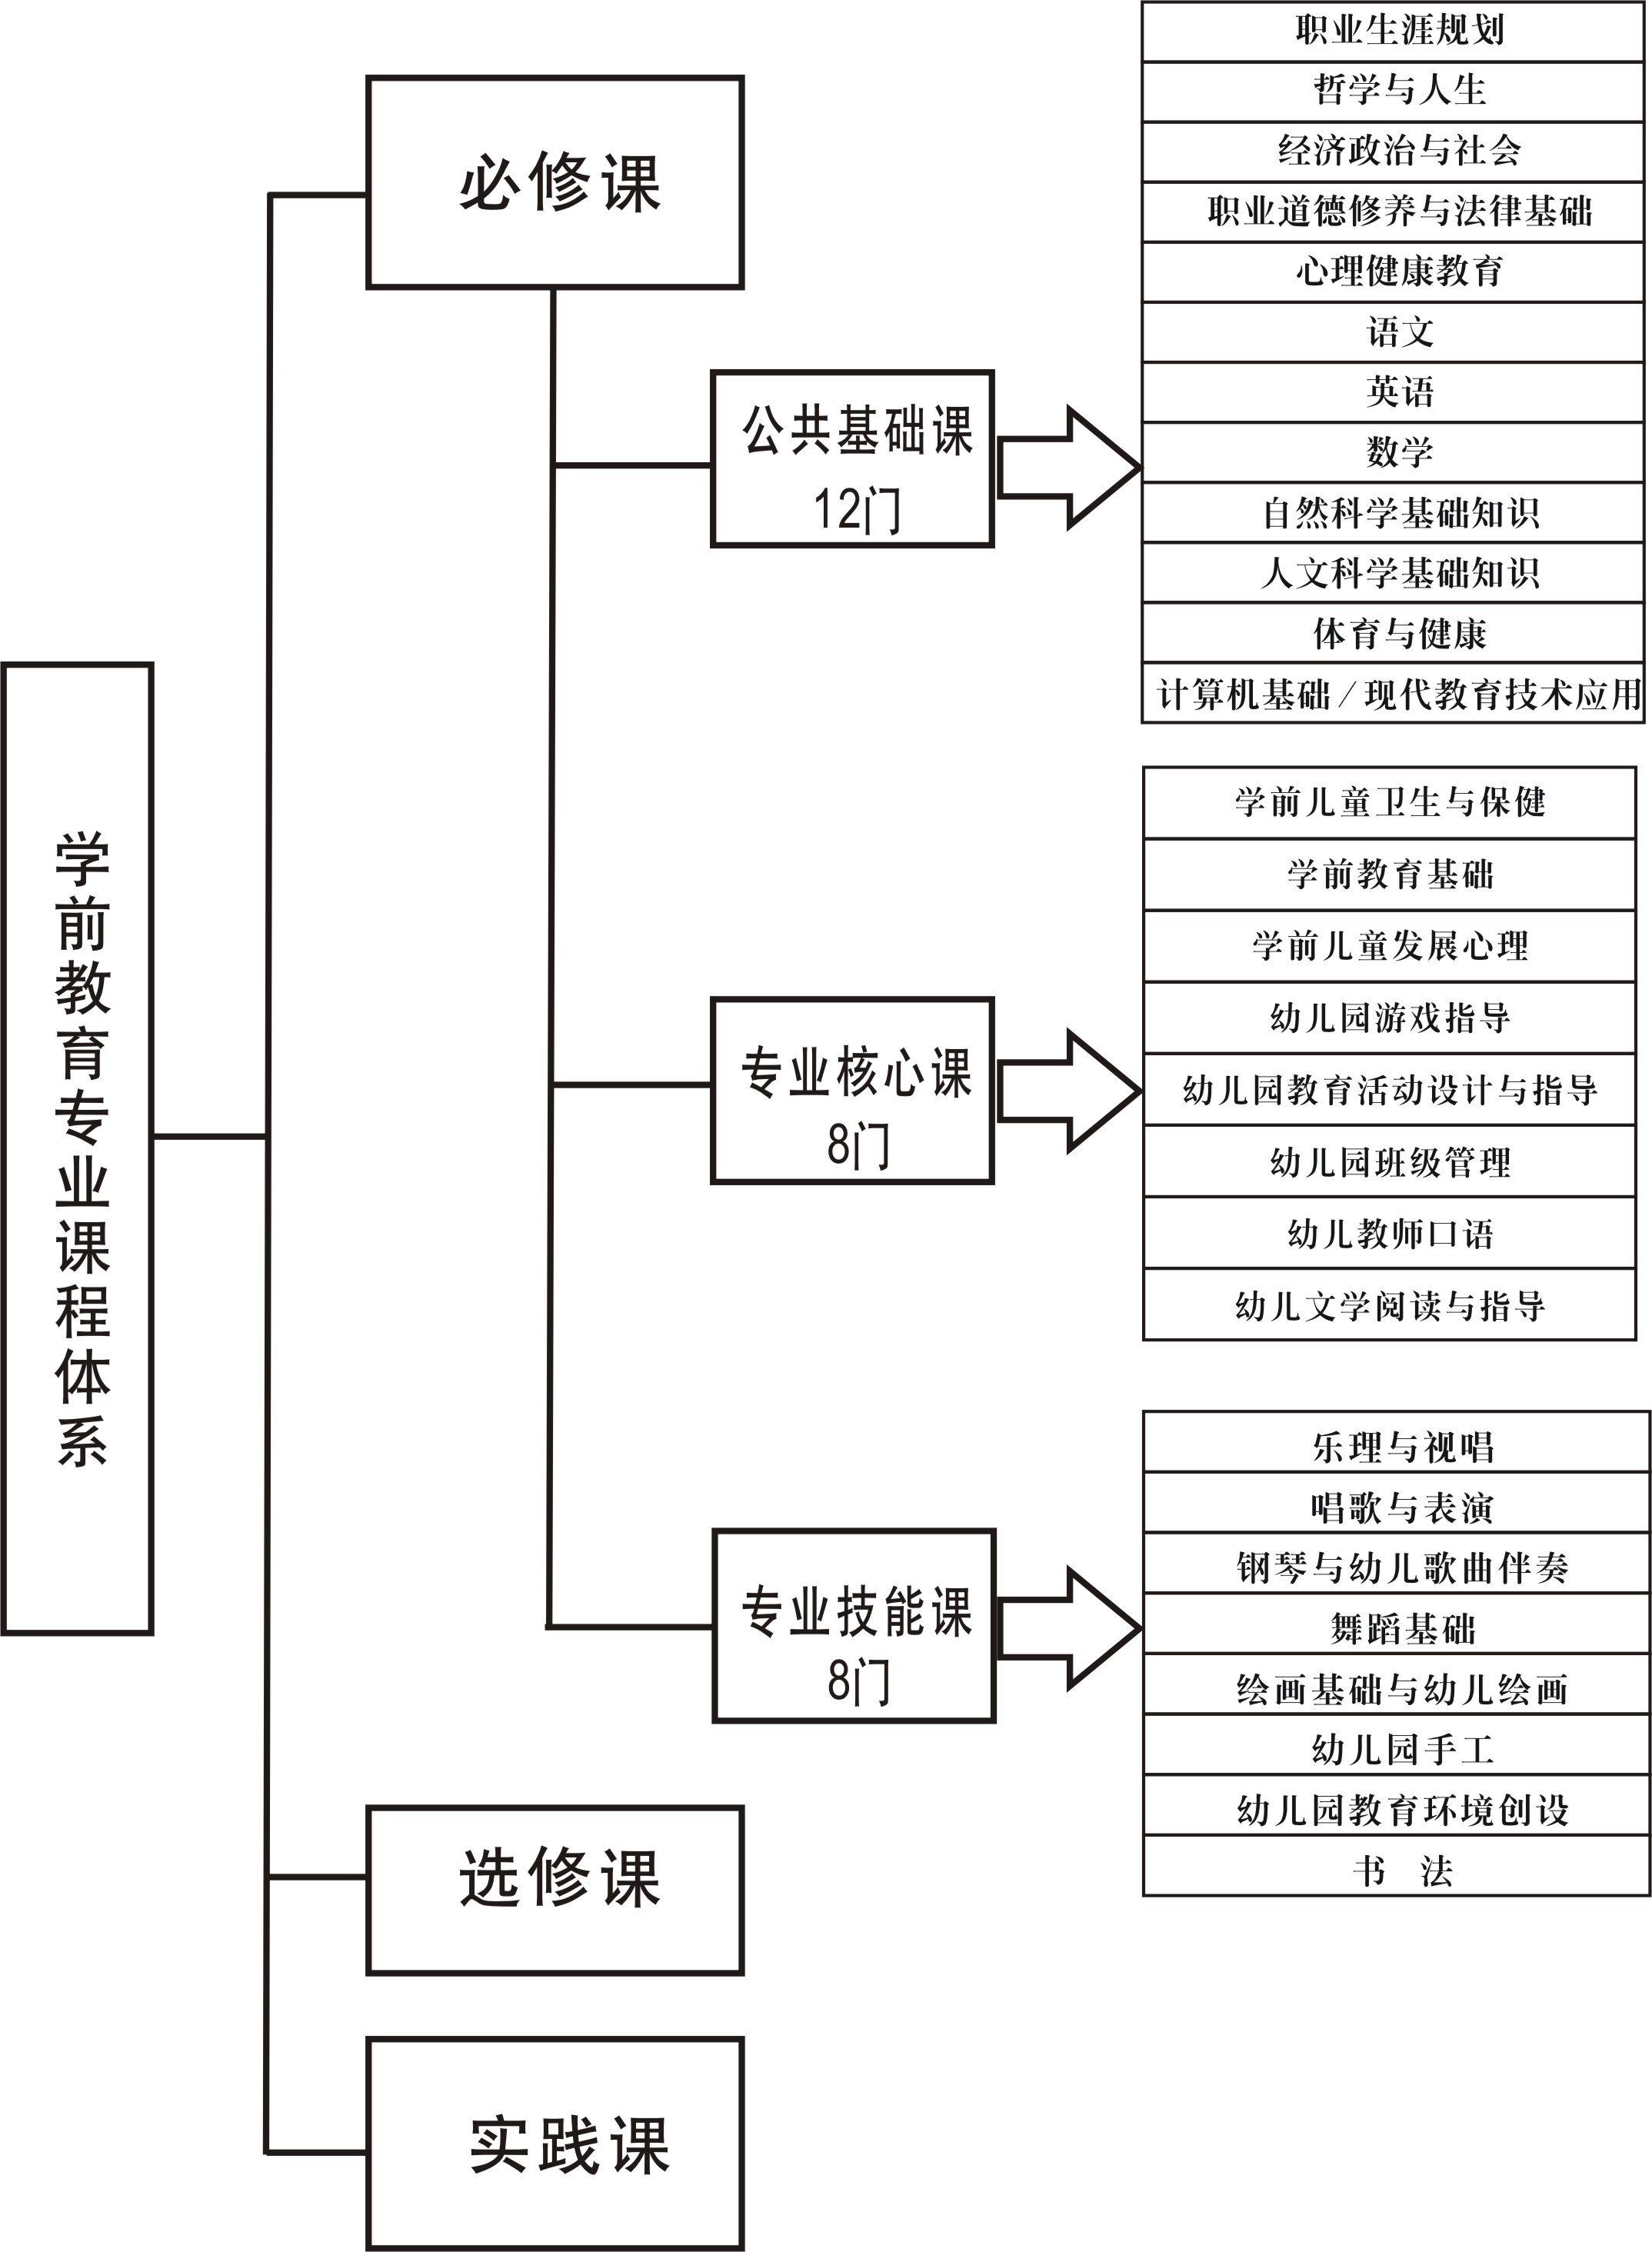 学前教育专业课程体系
必修课
公共基础课
12门
职业生涯规划
哲学与人生
经济政治与社会
职业道德修养与法律基础
心理健康教育
语文
英语
数学
自然科学基础知识
人文科学基础知识
体育与健康
计算机基础/现代教育技术应用
专业核心课
8门
学前儿童卫生与保健
学前教育基础
学前儿童发展心理
幼儿园游戏指导
幼儿园教育活动设计与指导
幼儿园班级管理
幼儿教师口语
幼儿文学阅读与指导
专业技能课
8门
乐理与视唱
唱歌与表演
钢琴与幼儿歌曲伴奏
舞蹈基础
绘画基础与幼儿绘画
幼儿园手工
幼儿园教育环境创设
书 法
选修课
实践课